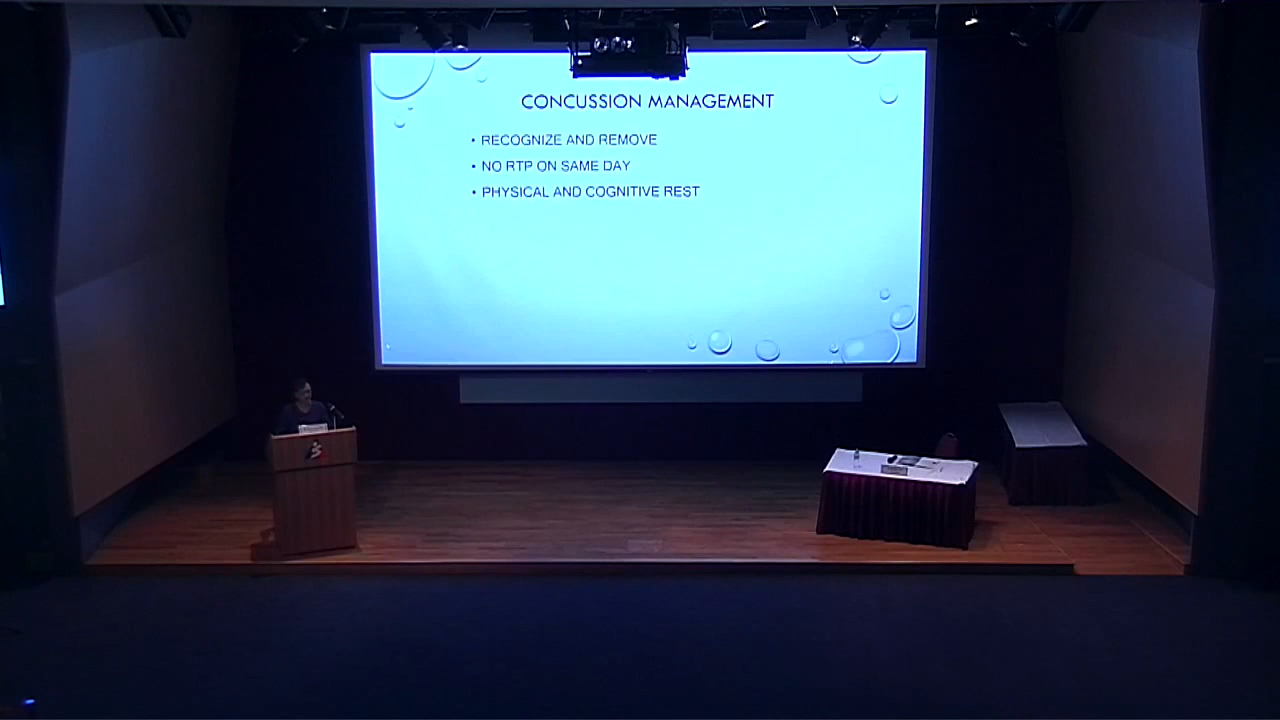 CONCUSSION MANAGEMENT
• RECOGNIZE AND REMOVE
• NO RTP ON SAME DAY
• PHYSICAL AND COGNITIVE REST